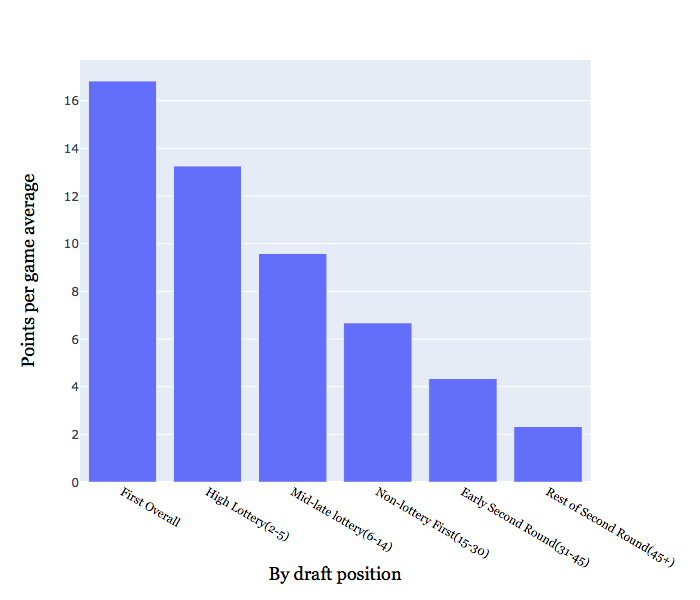 Points per game average
16
14
12
10
8
6
4
2
0
First Overall
High Lottery(2-5)
Mid-late lottery(6-14)
Non-lottery First(15-30)
Early Second Round(31-45)
Rest of Second Round(45+)
By draft position